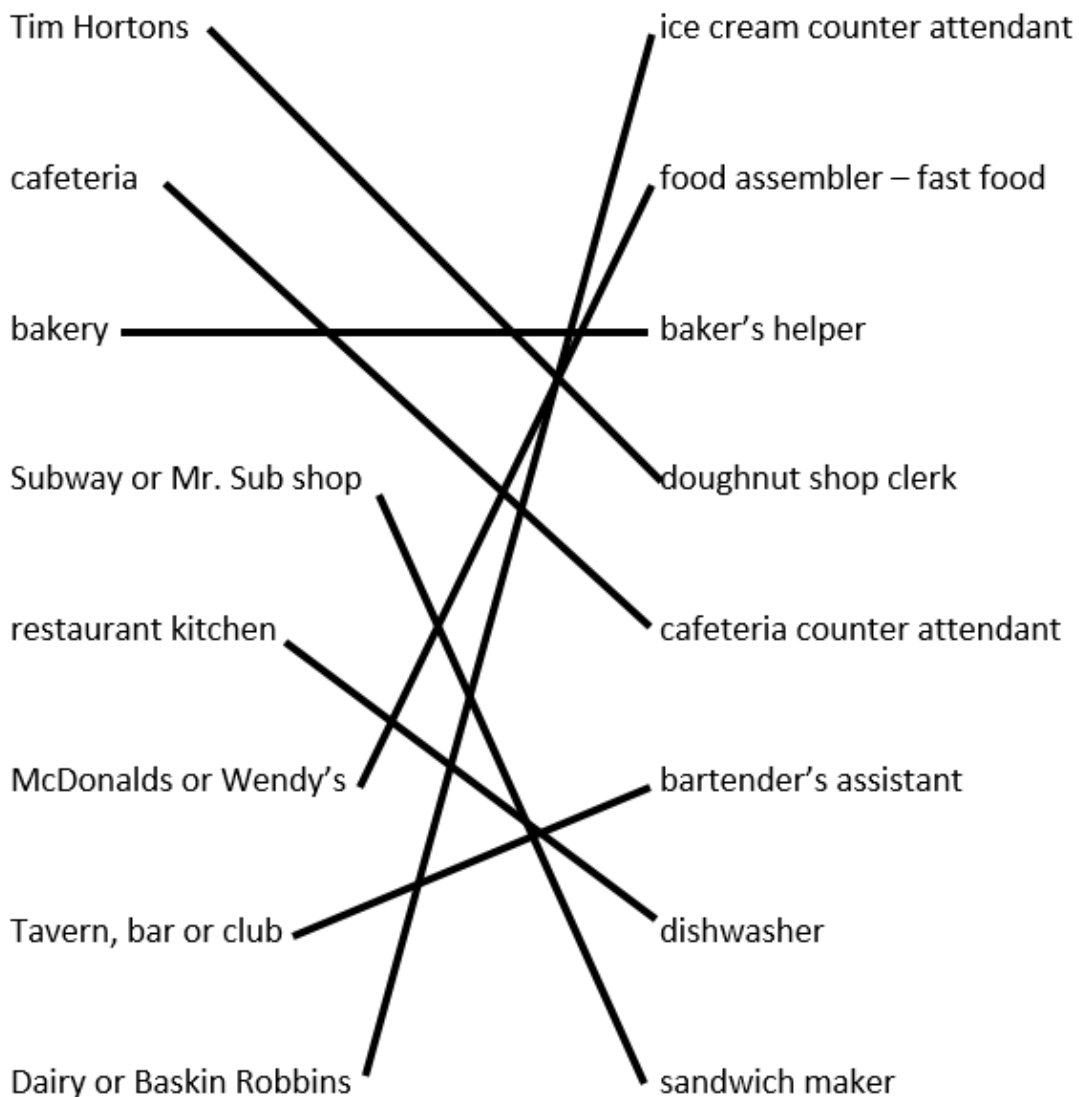 Tim Hortons ice cream counter attendant
cafeteria food assembler – fast food
bakery baker’s helper
Subway or Mr. Sub shop doughnut shop clerk
restaurant kitchen cafeteria counter attendant
McDonalds or Wendy’s bartender’s assistant
Tavern, bar or club dishwasher
Dairy or Baskin Robbins sandwich maker